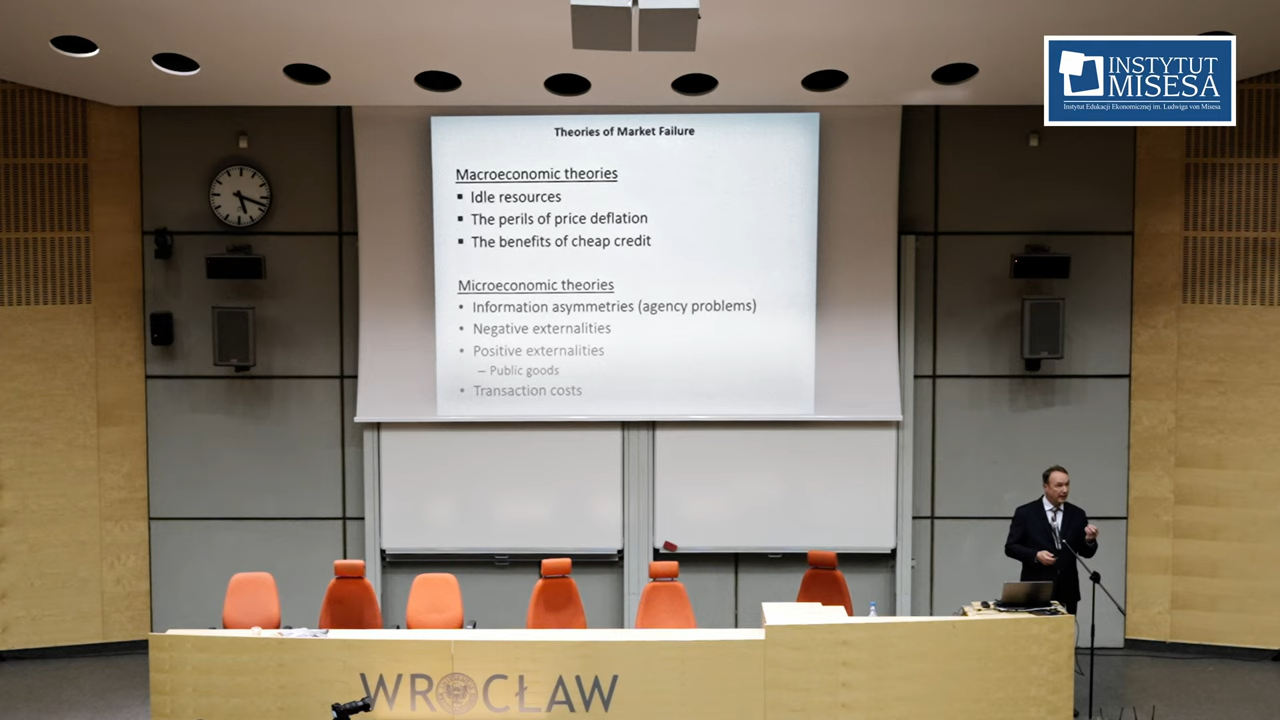 INSTYTUT
MISESA
Instytut Edukacji Ekonomicznej im. Ludwiga von Misesa
Theories of Market Failure
Macroeconomic theories
▪ Idle resources
▪ The perils of price deflation
▪ The benefits of cheap credit
Microeconomic theories
• Information asymmetries (agency problems)
• Negative externalities
• Positive externalities
– Public goods
• Transaction costs
WROCŁAW